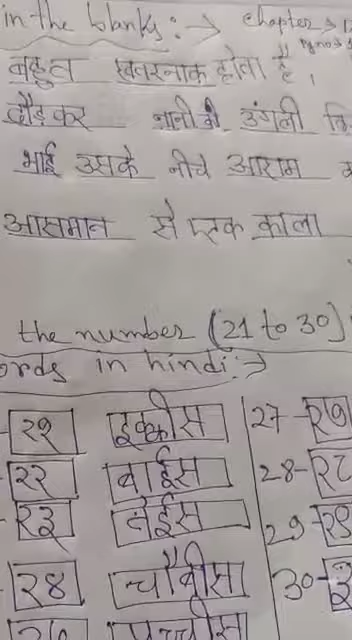 in the blanks:→ chapter→
बहुत खतरनाक होता है,
दौड़कर नानी की उंगली
भाई उसके नीचे आराम
आसमान से एक काला
the number (21 to 30)
in hindi:→
२१ इक्कीस 27- २७
२२ बाईस 28- २८
२३ तेईस 29- २९
२४ चौबीस 30-